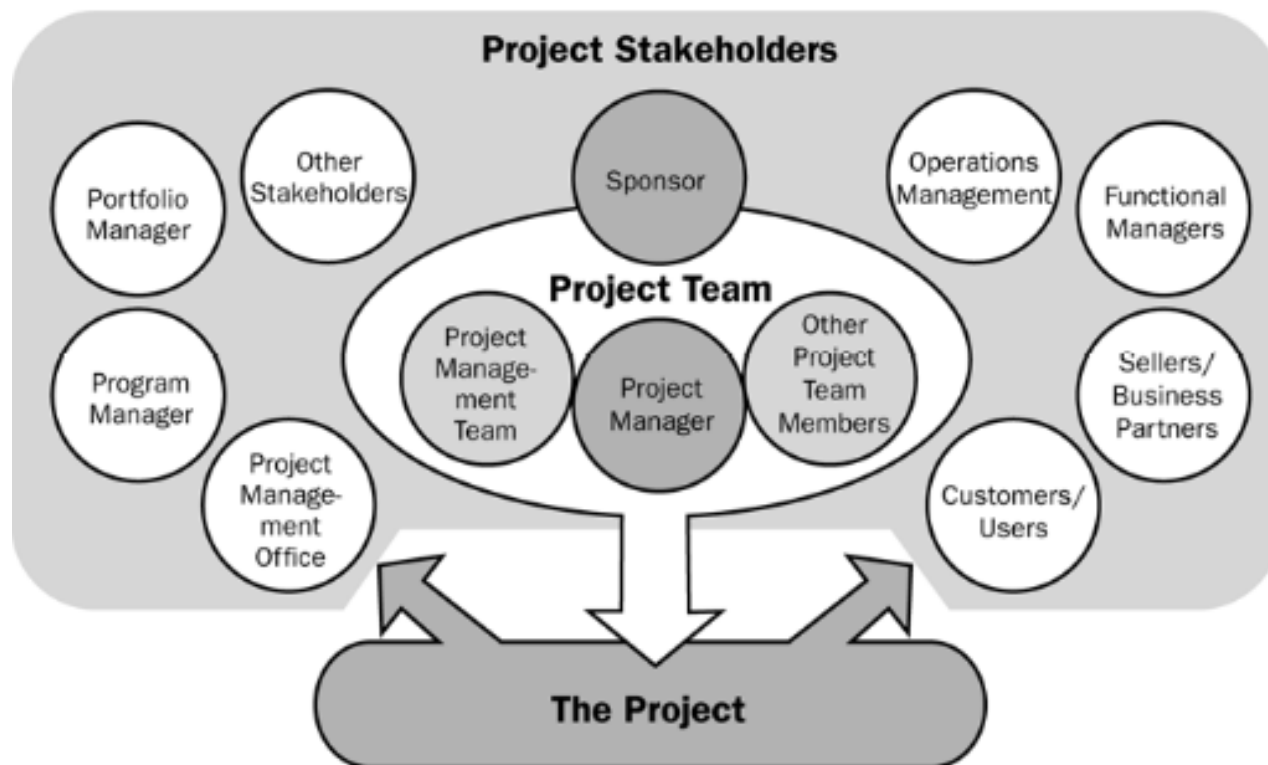 Project Stakeholders
Portfolio
Manager
Other
Stakeholders
Sponsor
Operations
Management
Functional
Managers
Project Team
Program
Manager
Project
Manage-
ment
Team
Project
Manager
Other
Project
Team
Members
Sellers/
Business
Partners
Project
Manage-
ment
Office
Customers/
Users
The Project